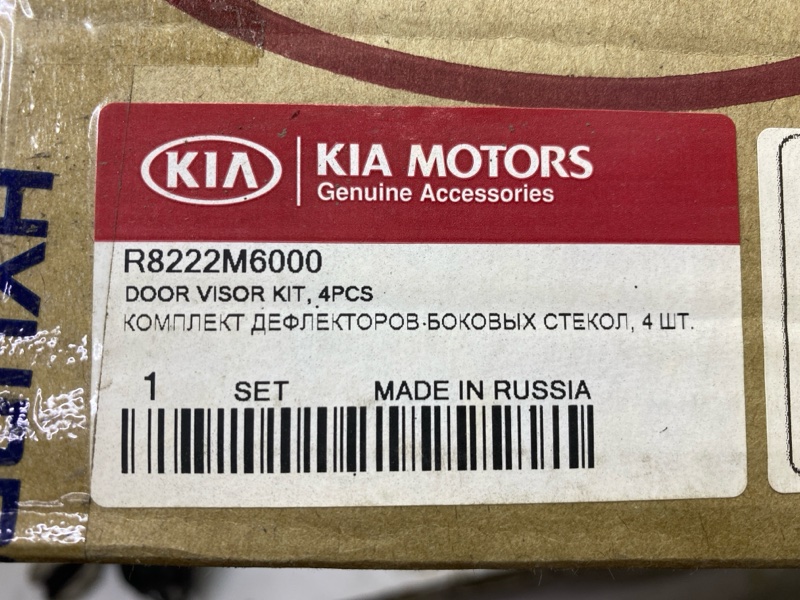 KIA
KIA MOTORS
Genuine Accessories
R8222M6000
DOOR VISOR KIT, 4PCS
КОМПЛЕКТ ДЕФЛЕКТОРОВ БОКОВЫХ СТЕКОЛ, 4 ШТ.
1 SET MADE IN RUSSIA